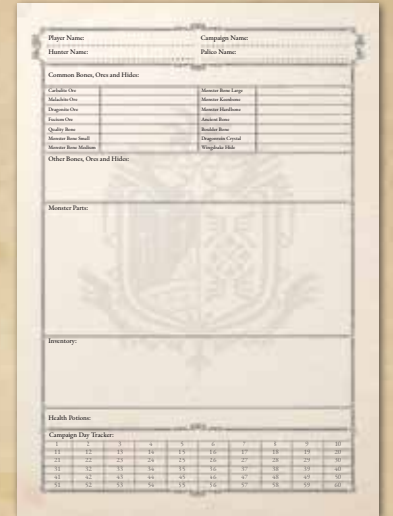 Player Name: Campaign Name:
Hunter Name: Palico Name:
Common Bones, Ores and Hides:
Carbalite Ore Monster Bone Large
Malachite Ore Monster Keenbone
Dragonite Ore Monster Hardbone
Fucium Ore Ancient Bone
Quality Bone Boulder Bone
Monster Bone Small Dragonvein Crystal
Monster Bone Medium Wingdrake Hide
Other Bones, Ores and Hides:
Monster Parts:
Inventory:
Health Potions:
Campaign Day Tracker:
1 2 3 4 5 6 7 8 9 10
11 12 13 14 15 16 17 18 19 20
21 22 23 24 25 26 27 28 29 30
31 32 33 34 35 36 37 38 39 40
41 42 43 44 45 46 47 48 49 50
51 52 53 54 55 56 57 58 59 60